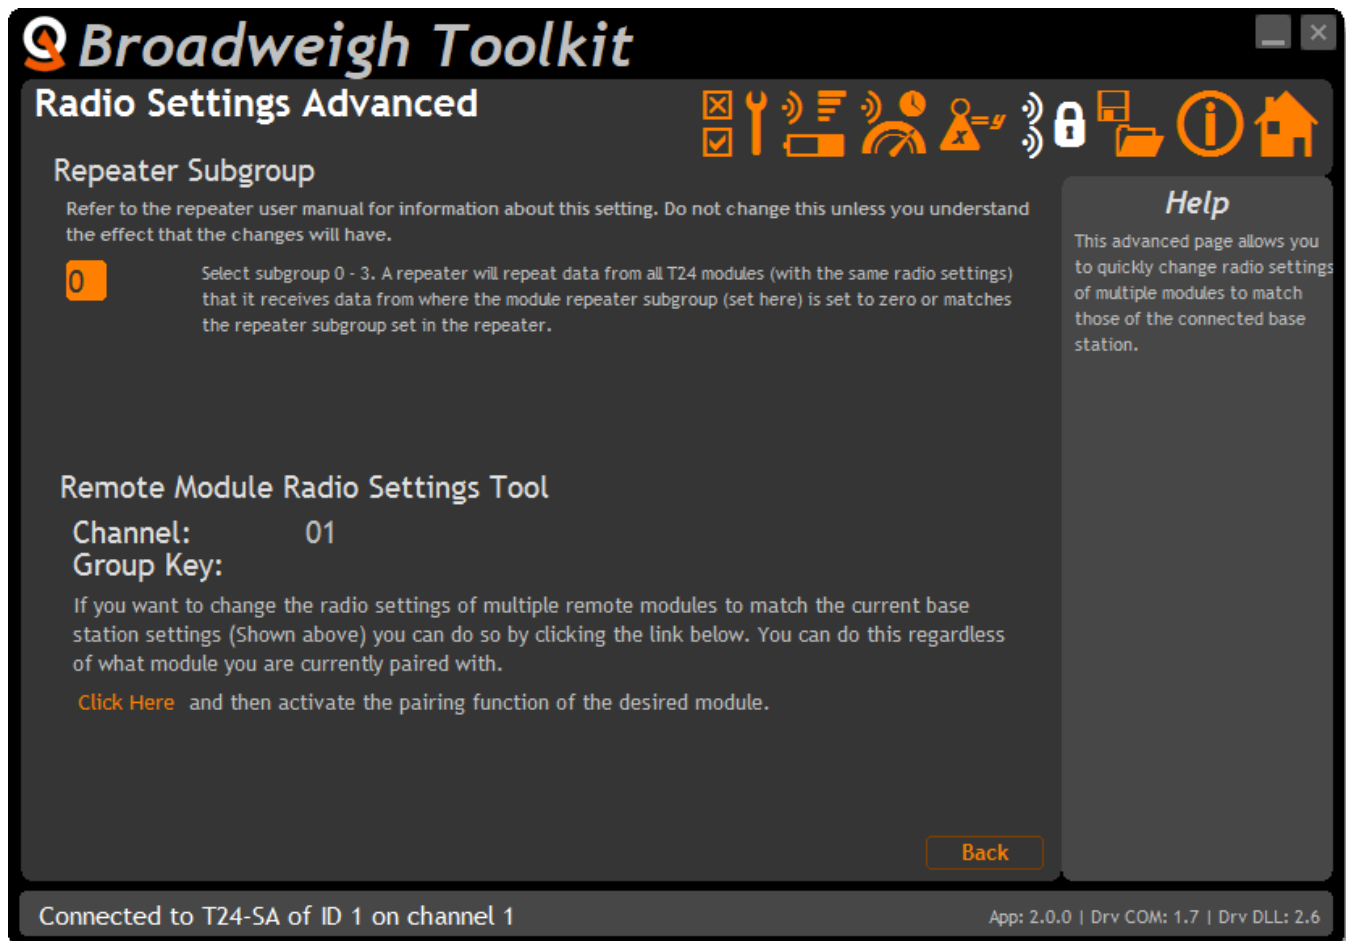 Broadweigh Toolkit
Radio Settings Advanced
x=y
Repeater Subgroup
Refer to the repeater user manual for information about this setting. Do not change this unless you understand
the effect that the changes will have.
0
Select subgroup 0 - 3. A repeater will repeat data from all T24 modules (with the same radio settings)
that it receives data from where the module repeater subgroup (set here) is set to zero or matches
the repeater subgroup set in the repeater.
Remote Module Radio Settings Tool
Channel: 01
Group Key:
If you want to change the radio settings of multiple remote modules to match the current base
station settings (Shown above) you can do so by clicking the link below. You can do this regardless
of what module you are currently paired with.
Click Here and then activate the pairing function of the desired module.
Back
Help
This advanced page allows you
to quickly change radio settings
of multiple modules to match
those of the connected base
station.
Connected to T24-SA of ID 1 on channel 1
App: 2.0.0 | Drv COM: 1.7 | Drv DLL: 2.6